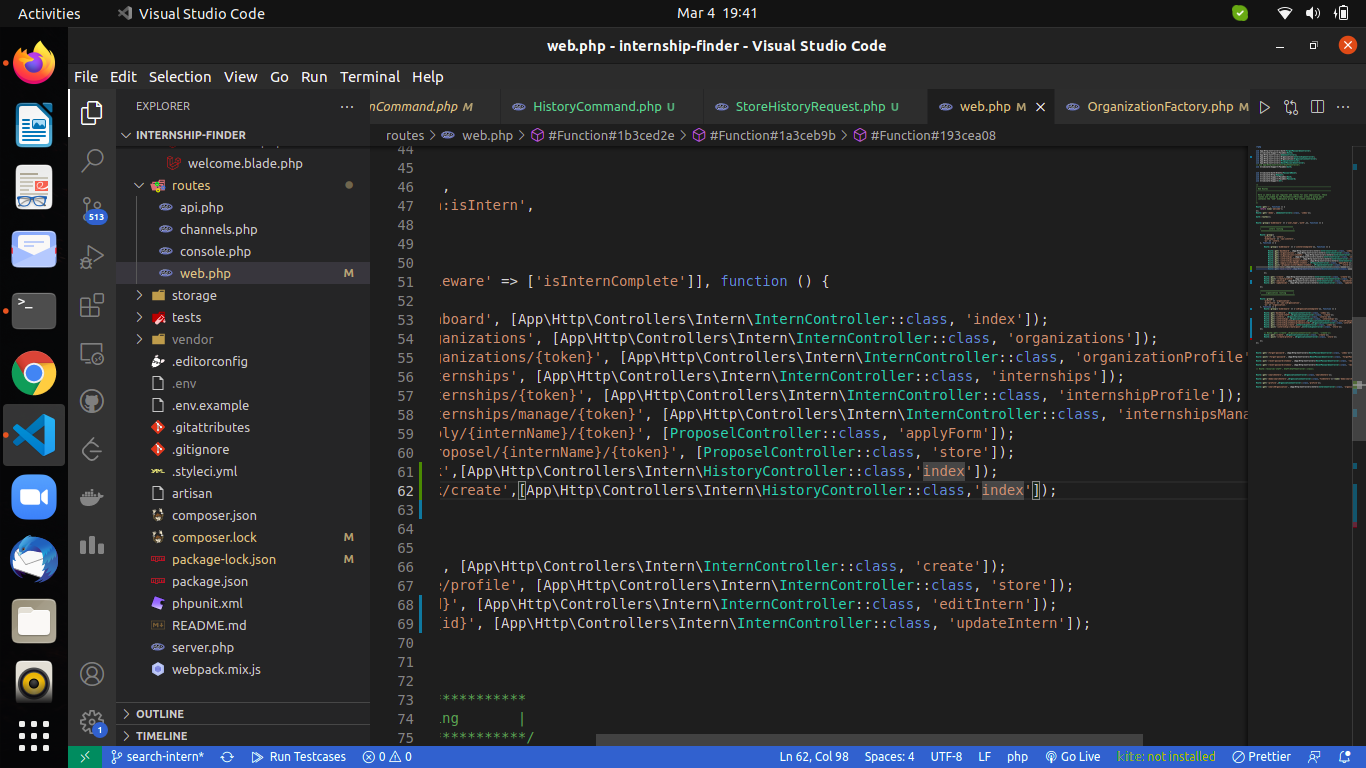 Activities
Visual Studio Code
Mar 4 19:41
web.php - internship-finder - Visual Studio Code
File Edit Selection View Go Run Terminal Help
EXPLORER
INTERNSHIP-FINDER
welcome.blade.php
routes
api.php
channels.php
console.php
web.php M
storage
tests
vendor
.editorconfig
.env
.env.example
.gitattributes
.gitignore
.styleci.yml
artisan
composer.json
composer.lock M
package-lock.json M
package.json
phpunit.xml
README.md
server.php
webpack.mix.js
OUTLINE
TIMELINE
513
1
nCommand.php M
HistoryCommand.php U
StoreHistoryRequest.php U
web.php M
OrganizationFactory.php M
routes > web.php > #Function#1b3ced2e > #Function#1a3ceb9b > #Function#193cea08
44
45
46 ,
47 :isIntern',
48
49
50
51 leware' => ['isInternComplete']], function () {
52
53 board', [App\Http\Controllers\Intern\InternController::class, 'index']);
54 ganizations', [App\Http\Controllers\Intern\InternController::class, 'organizations']);
55 ganizations/{token}', [App\Http\Controllers\Intern\InternController::class, 'organizationProfile'
56 ternships', [App\Http\Controllers\Intern\InternController::class, 'internships']);
57 ternships/{token}', [App\Http\Controllers\Intern\InternController::class, 'internshipProfile']);
58 ternships/manage/{token}', [App\Http\Controllers\Intern\InternController::class, 'internshipsMana
59 ply/{internName}/{token}', [ProposelController::class, 'applyForm']);
60 oposel/{internName}/{token}', [ProposelController::class, 'store']);
61 ',[App\Http\Controllers\Intern\HistoryController::class,'index']);
62 /create',[App\Http\Controllers\Intern\HistoryController::class,'index']);
63
64
65
66 , [App\Http\Controllers\Intern\InternController::class, 'create']);
67 /profile', [App\Http\Controllers\Intern\InternController::class, 'store']);
68 }', [App\Http\Controllers\Intern\InternController::class, 'editIntern']);
69 {id}', [App\Http\Controllers\Intern\InternController::class, 'updateIntern']);
70
71
72
73 ***********
74 ing |
75 ***********/
search-intern*
Run Testcases
0 0
Ln 62, Col 98
Spaces: 4
UTF-8
LF
php
Go Live
kite: not installed
Prettier